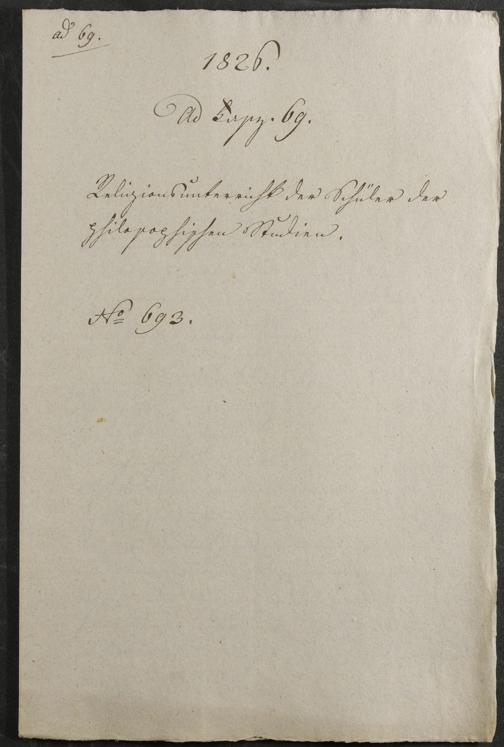 ad 69.
1826.
Ad Fasz. 69.
Religionsunterricht der Schüler der
philosophischen Studien.
No 693.